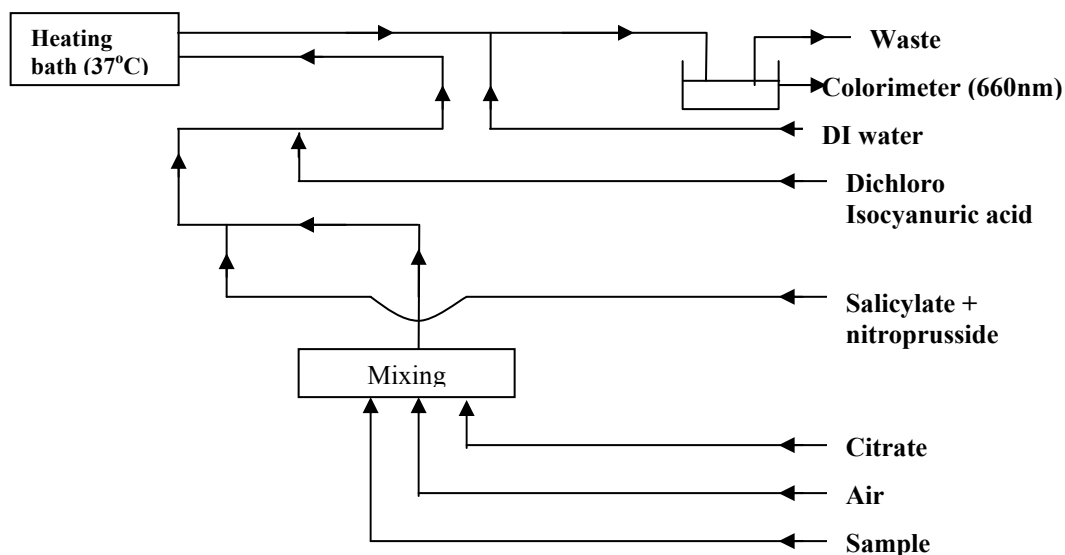 Heating
bath (37°C)
Waste
Colorimeter (660nm)
DI water
Dichloro
Isocyanuric acid
Salicylate +
nitroprusside
Mixing
Citrate
Air
Sample